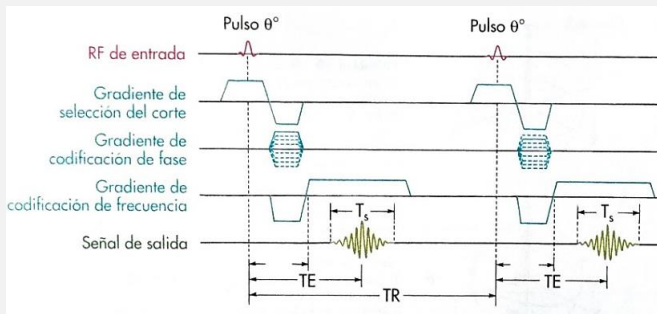 Pulso θ°
Pulso θ°
RF de entrada
Gradiente de
selección del corte
Gradiente de
codificación de fase
Gradiente de
codificación de frecuencia
Tₛ
Tₛ
Señal de salida
TE
TE
TR